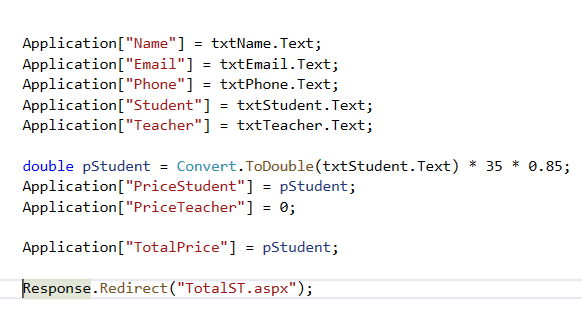 Application["Name"] = txtName.Text;
Application["Email"] = txtEmail.Text;
Application["Phone"] = txtPhone.Text;
Application["Student"] = txtStudent.Text;
Application["Teacher"] = txtTeacher.Text;
double pStudent = Convert.ToDouble(txtStudent.Text) * 35 * 0.85;
Application["PriceStudent"] = pStudent;
Application["PriceTeacher"] = 0;
Application["TotalPrice"] = pStudent;
Response.Redirect("TotalST.aspx");